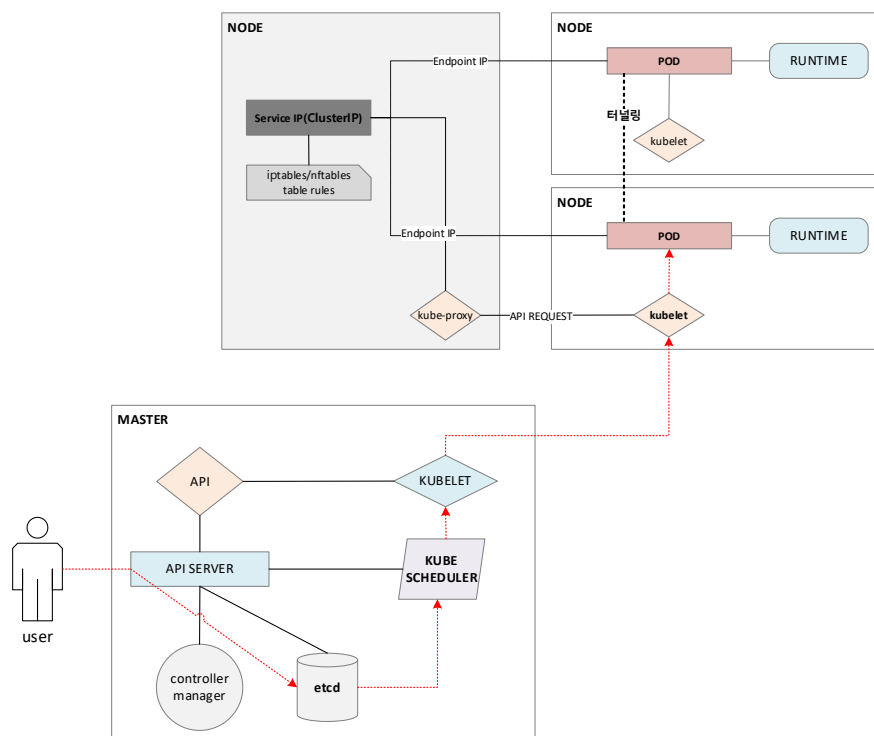 NODE
Service IP(ClusterIP)
iptables/nftables
table rules
Endpoint IP
Endpoint IP
kube-proxy
API REQUEST
NODE
POD
RUNTIME
터널링
kubelet
NODE
POD
RUNTIME
kubelet
MASTER
API
KUBELET
API SERVER
KUBE
SCHEDULER
controller
manager
etcd
user